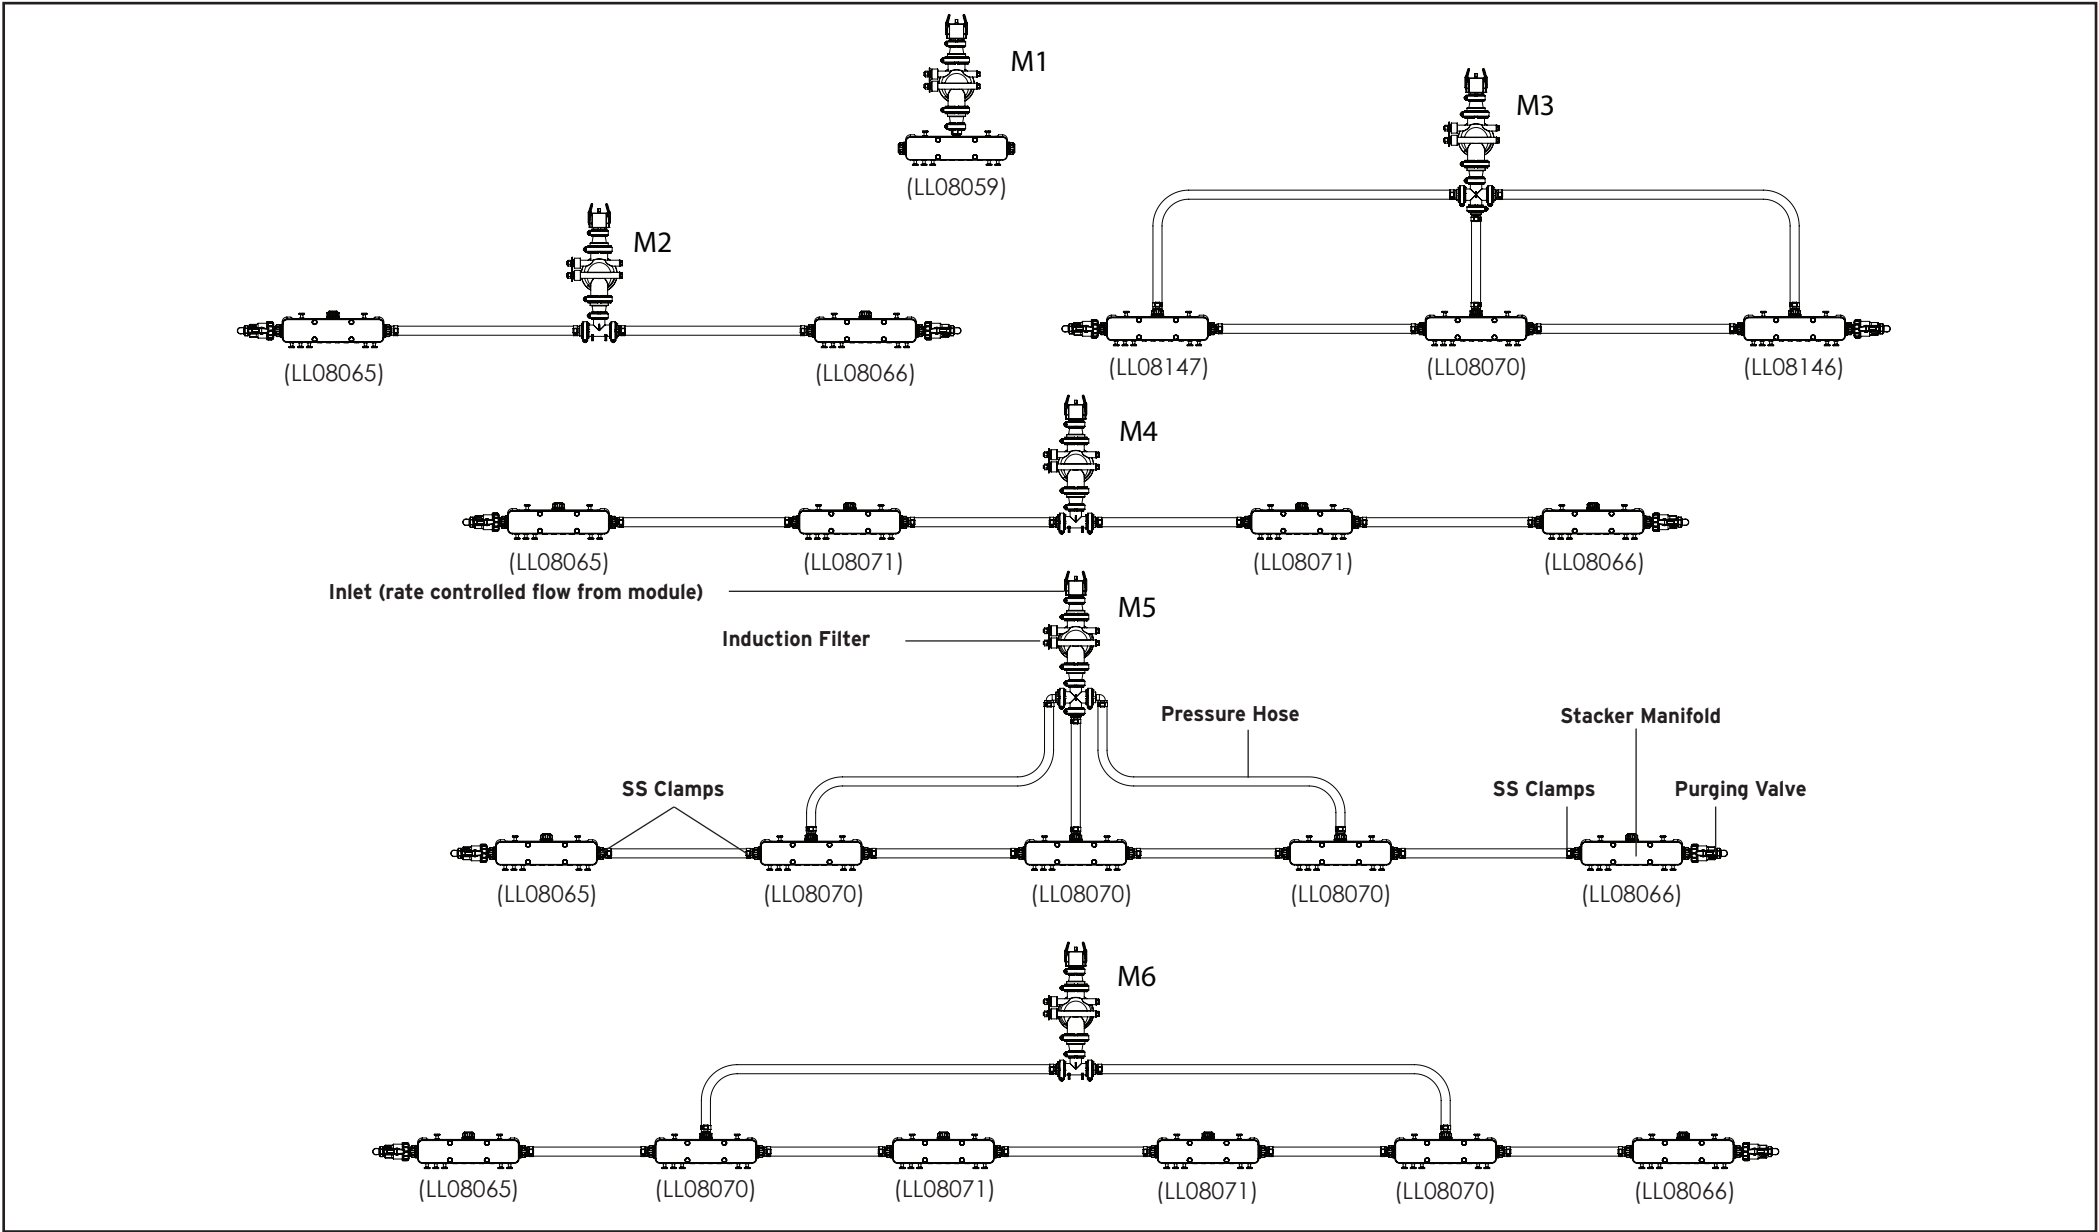 M1
(LL08059)
M3
(LL08147)
(LL08070)
(LL08146)
M2
(LL08065)
(LL08066)
M4
(LL08065)
(LL08071)
(LL08071)
(LL08066)
Inlet (rate controlled flow from module)
M5
Induction Filter
Pressure Hose
Stacker Manifold
SS Clamps
SS Clamps
Purging Valve
(LL08065)
(LL08070)
(LL08070)
(LL08070)
(LL08066)
M6
(LL08065)
(LL08070)
(LL08071)
(LL08071)
(LL08070)
(LL08066)